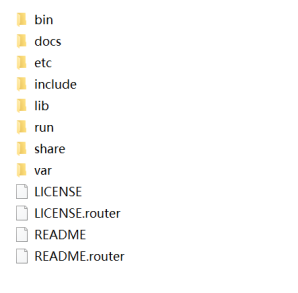 bin
docs
etc
include
lib
run
share
var
LICENSE
LICENSE.router
README
README.router